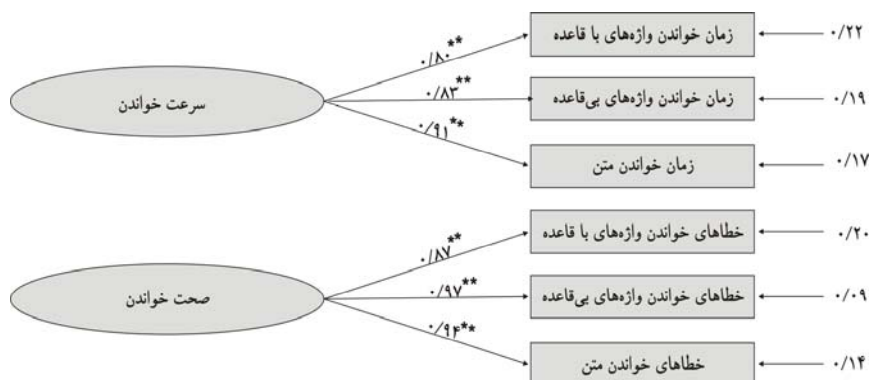 زمان خواندن واژه‌های با قاعده
۰/۲۲
۰/۸۰**
سرعت خواندن
۰/۸۳**
زمان خواندن واژه‌های بی‌قاعده
۰/۱۹
۰/۹۱**
زمان خواندن متن
۰/۱۷
خطاهای خواندن واژه‌های با قاعده
۰/۲۰
۰/۸۷**
صحت خواندن
۰/۹۷**
خطاهای خواندن واژه‌های بی‌قاعده
۰/۰۹
۰/۹۴**
خطاهای خواندن متن
۰/۱۴